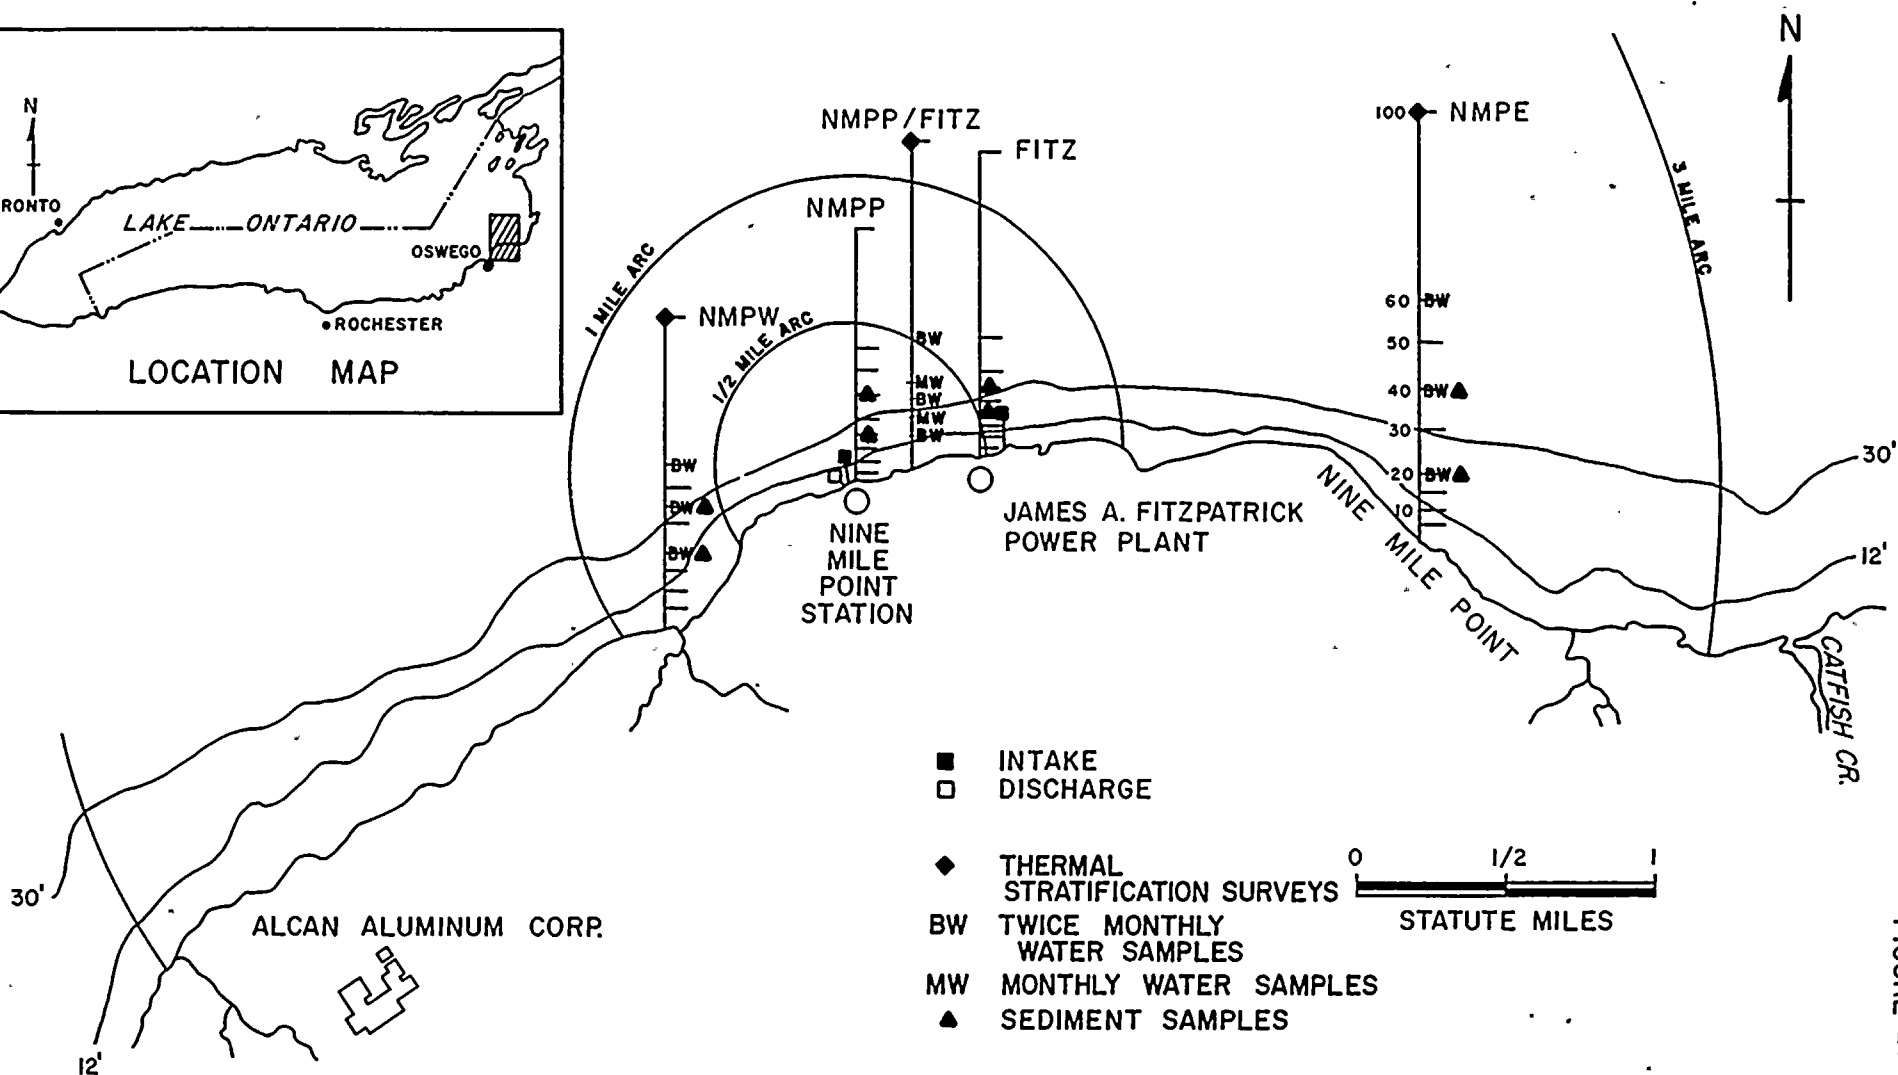 N
RONTO
LAKE ONTARIO
OSWEGO
ROCHESTER
LOCATION MAP
N
NMPP/FITZ
FITZ
NMPP
NMPW
NMPE
100
60 BW
50
40 BW
30
20 BW
10
1 MILE ARC
1/2 MILE ARC
3 MILE ARC
BW
MW
BW
MW
BW
BW
BW
BW
30'
12'
NINE
MILE
POINT
STATION
JAMES A. FITZPATRICK
POWER PLANT
NINE MILE POINT
CATFISH CR.
INTAKE
DISCHARGE
THERMAL
STRATIFICATION SURVEYS
BW TWICE MONTHLY
WATER SAMPLES
MW MONTHLY WATER SAMPLES
SEDIMENT SAMPLES
0 1/2 1
STATUTE MILES
30'
ALCAN ALUMINUM CORP.
12'